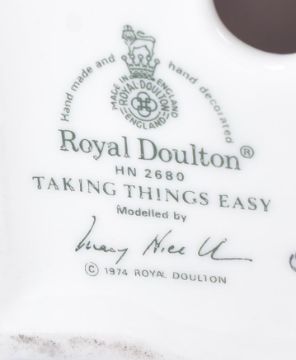 Hand made and hand decorated
MADE IN ENGLAND
ROYAL DOULTON
ENGLAND
Royal Doulton®
HN 2680
TAKING THINGS EASY
Modelled by
© 1974 ROYAL DOULTON